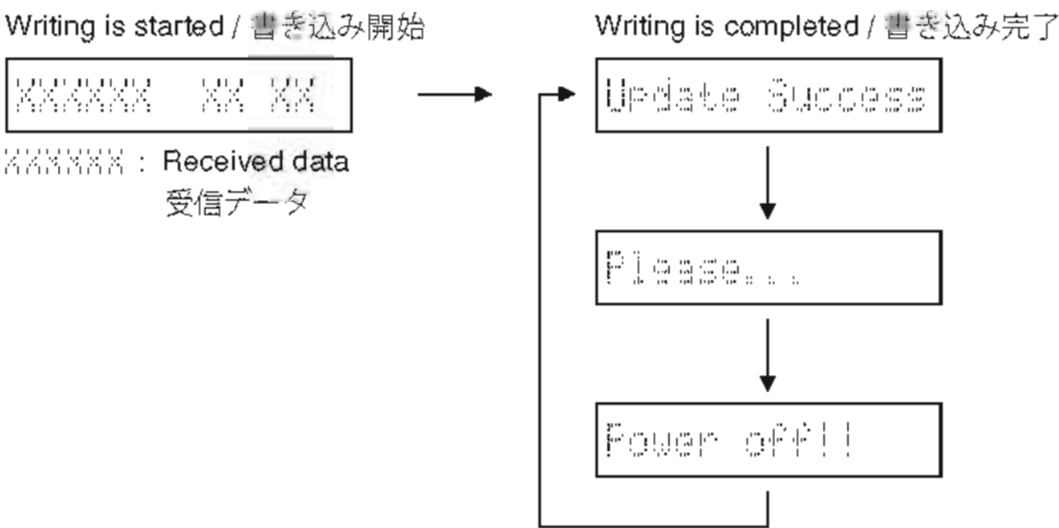 Writing is started / 書き込み開始
XXXXXX XX XX
XXXXXX : Received data
受信データ
Writing is completed / 書き込み完了
Update Success
Please...
Power off!!